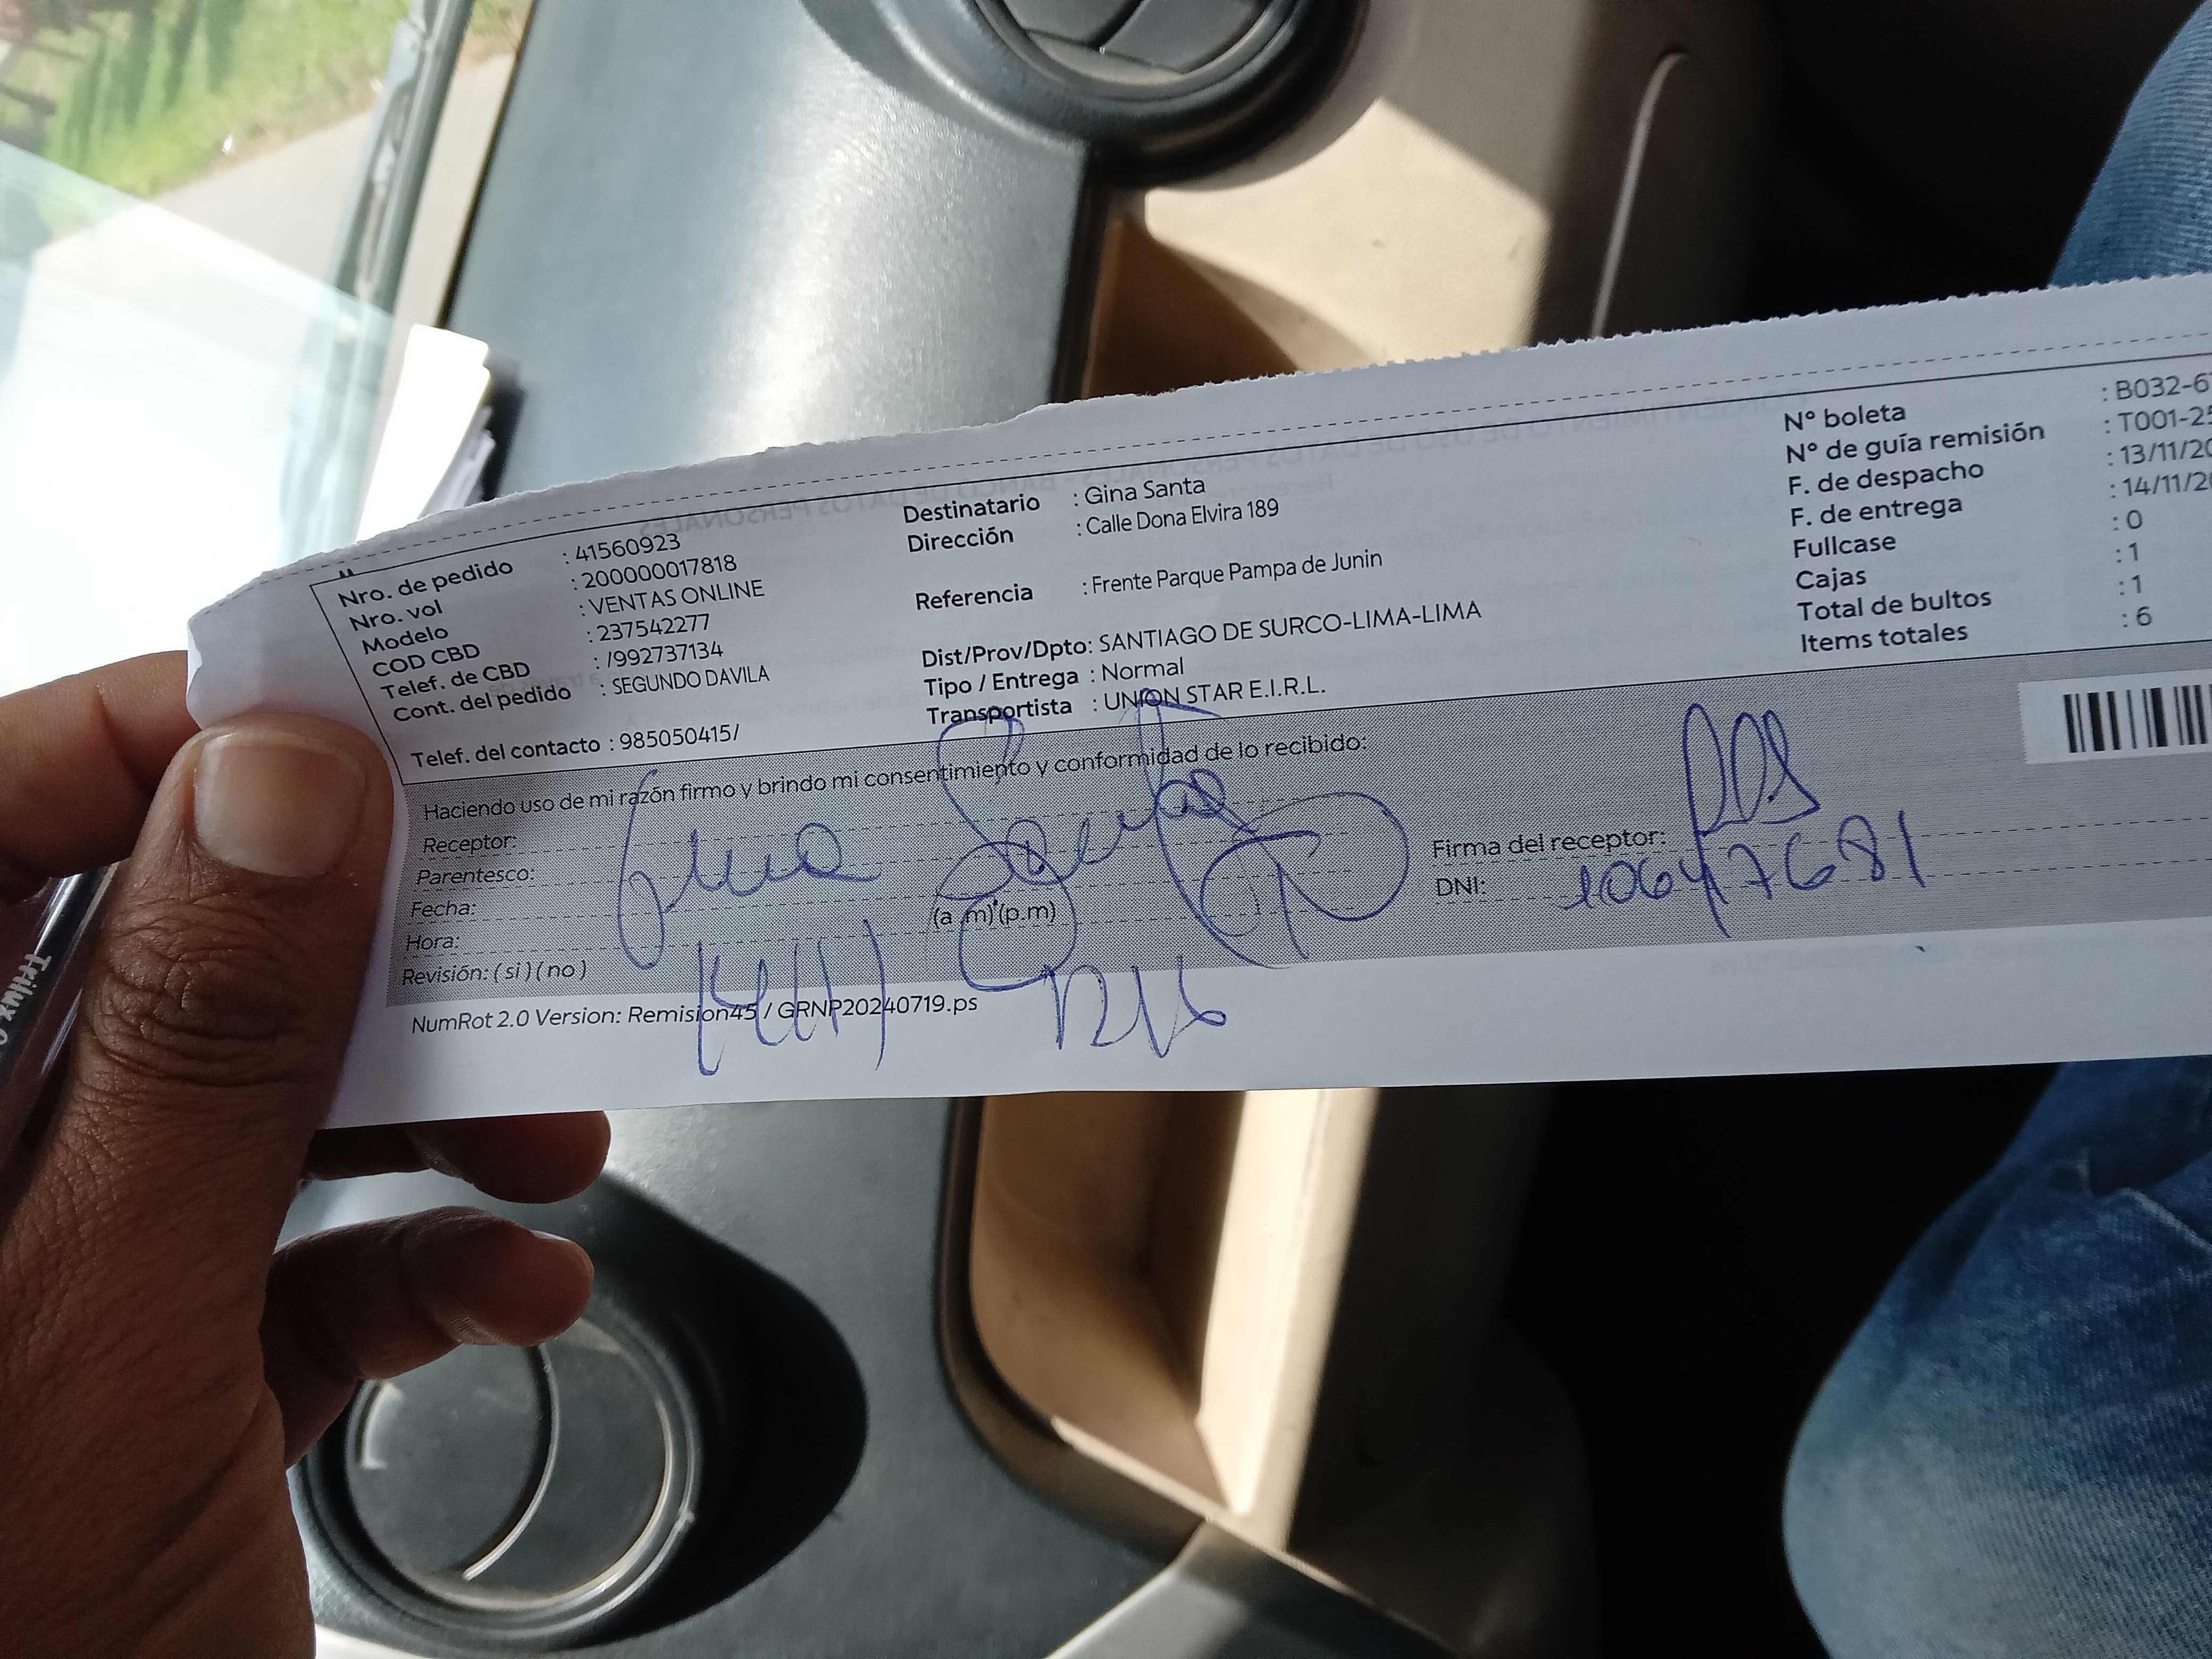 Nro. de pedido : 41560923
Nro. vol : 200000017818
Modelo : VENTAS ONLINE
COD CBD : 237542277
Telef. de CBD : /992737134
Cont. del pedido : SEGUNDO DAVILA
Telef. del contacto : 985050415/
Destinatario : Gina Santa
Dirección : Calle Dona Elvira 189
Referencia : Frente Parque Pampa de Junin
Dist/Prov/Dpto: SANTIAGO DE SURCO-LIMA-LIMA
Tipo / Entrega : Normal
Transportista : UNION STAR E.I.R.L.
Nº boleta : B032-6
Nº de guía remisión : T001-25
F. de despacho : 13/11/20
F. de entrega : 14/11/20
Fullcase : 0
Cajas : 1
Total de bultos : 1
Items totales : 6
Haciendo uso de mi razón firmo y brindo mi consentimiento y conformidad de lo recibido:
Receptor: Gina Santa
Parentesco:
Fecha:
Hora: (a.m) (p.m)
Revisión: ( si ) ( no )
Firma del receptor:
DNI: 10647681
NumRot 2.0 Version: Remision45 / GRNP20240719.ps
Trilux